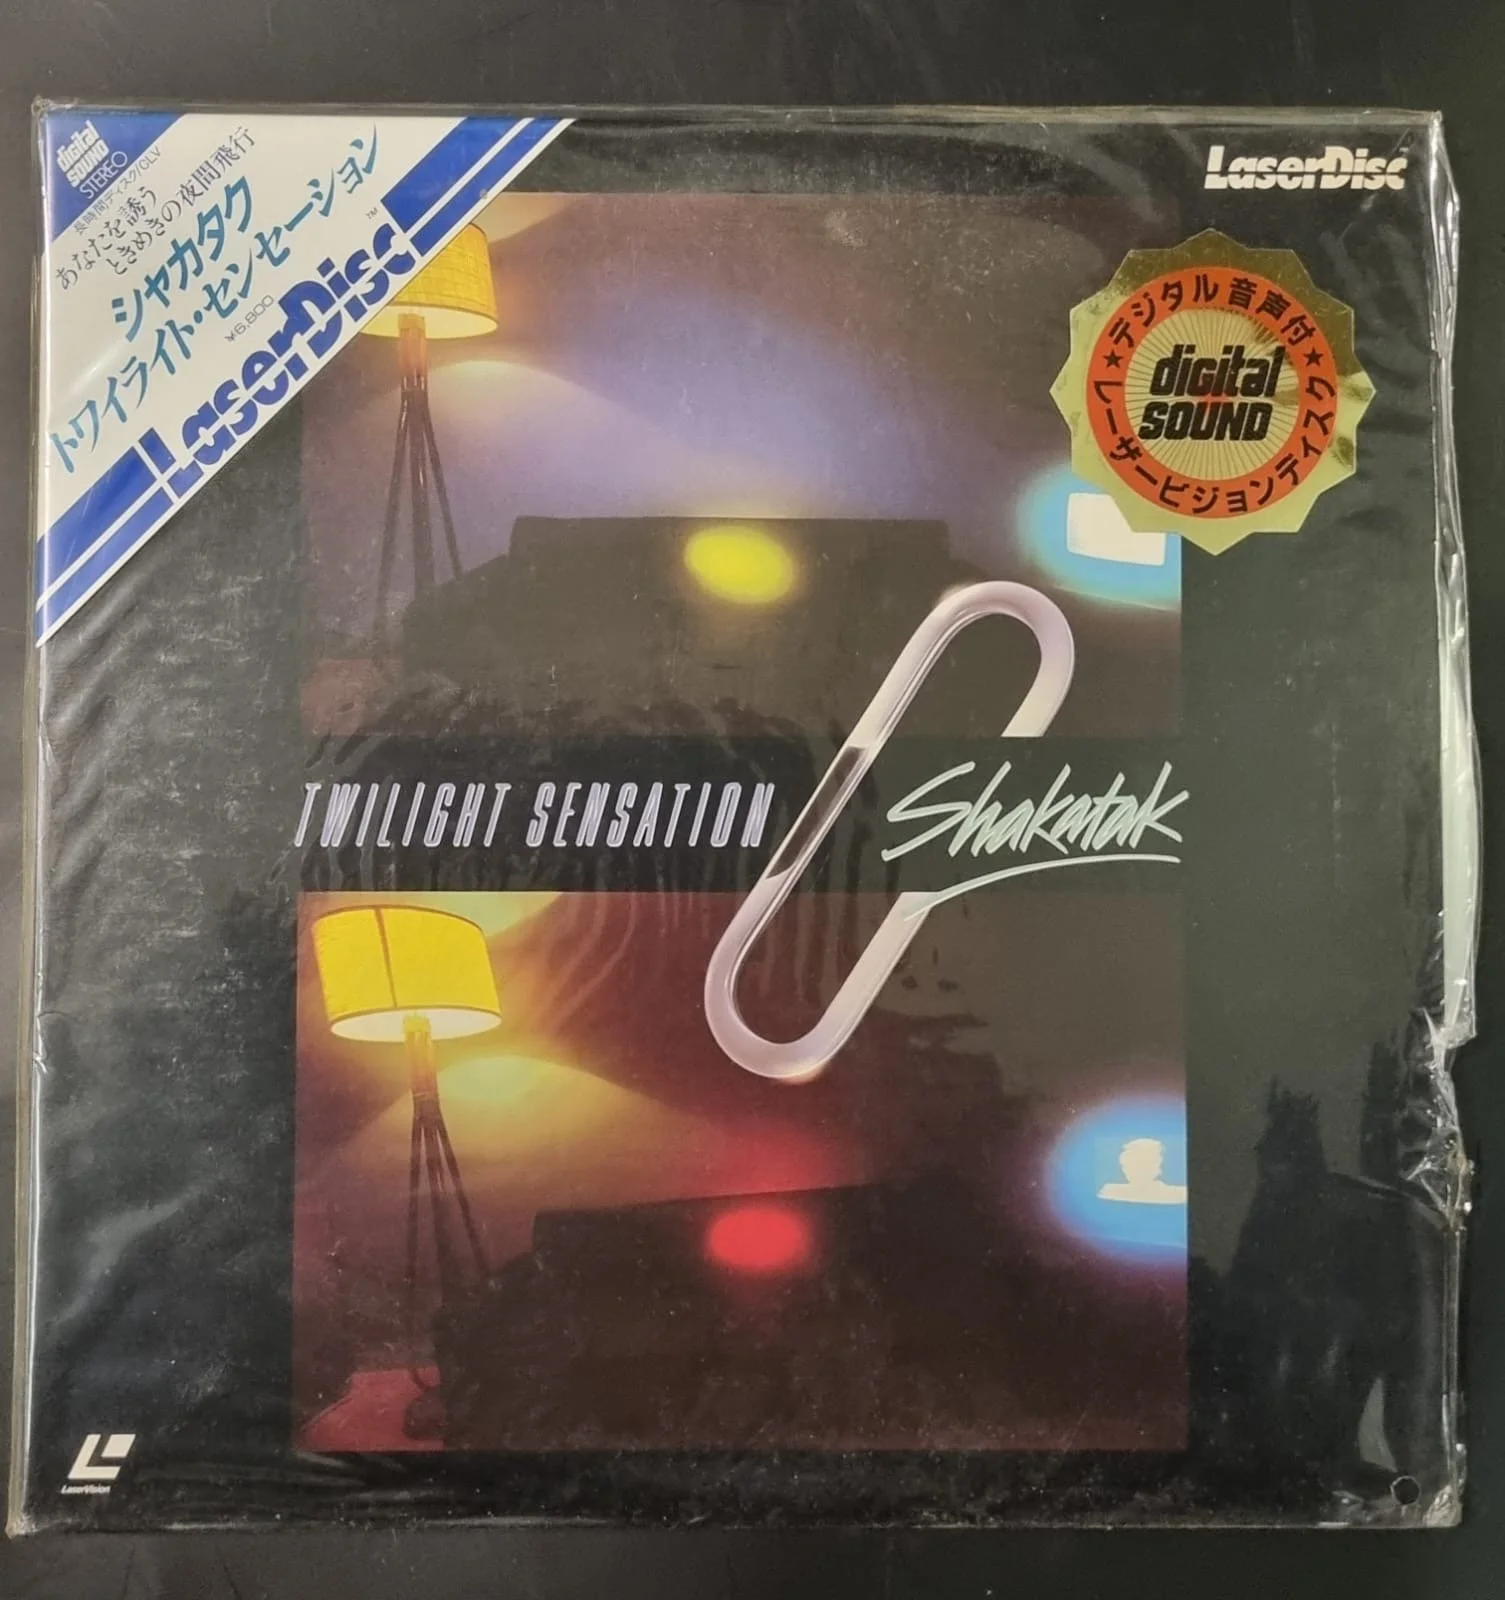 digital
SOUND
STEREO
長時間ディスク/CLV
あなたを誘う
ときめきの夜間飛行
シャカタク
トワイライト・センセーション
¥6,800
LaserDisc™
LaserDisc
★デジタル音声付★
digital
SOUND
レーザービジョンディスク
TWILIGHT SENSATION
Shakatak
LaserVision